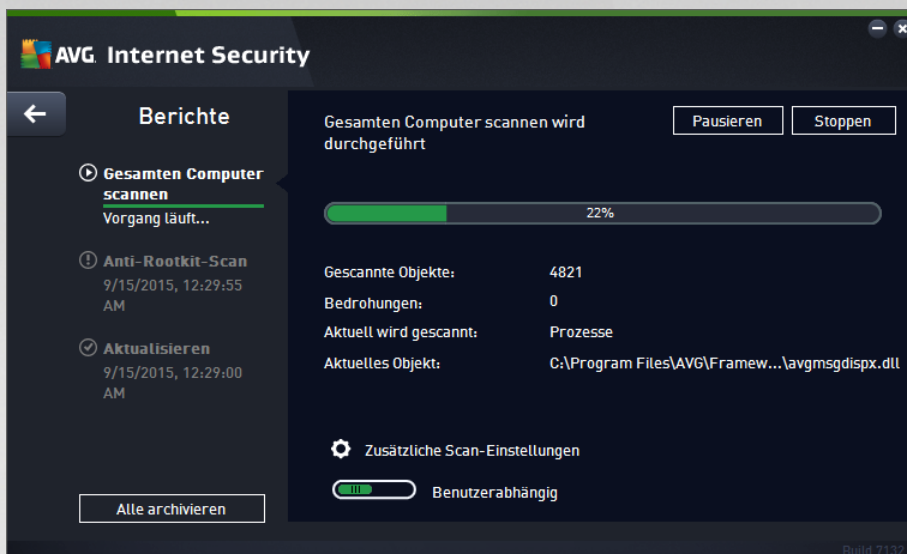 AVG. Internet Security
Berichte
Gesamten Computer scannen
Vorgang läuft...
Anti-Rootkit-Scan
9/15/2015, 12:29:55 AM
Aktualisieren
9/15/2015, 12:29:00 AM
Alle archivieren
Gesamten Computer scannen wird
durchgeführt
Pausieren
Stoppen
22%
Gescannte Objekte: 4821
Bedrohungen: 0
Aktuell wird gescannt: Prozesse
Aktuelles Objekt: C:\Program Files\AVG\Framew...\avgmsgdispx.dll
Zusätzliche Scan-Einstellungen
Benutzerabhängig
Build 7132